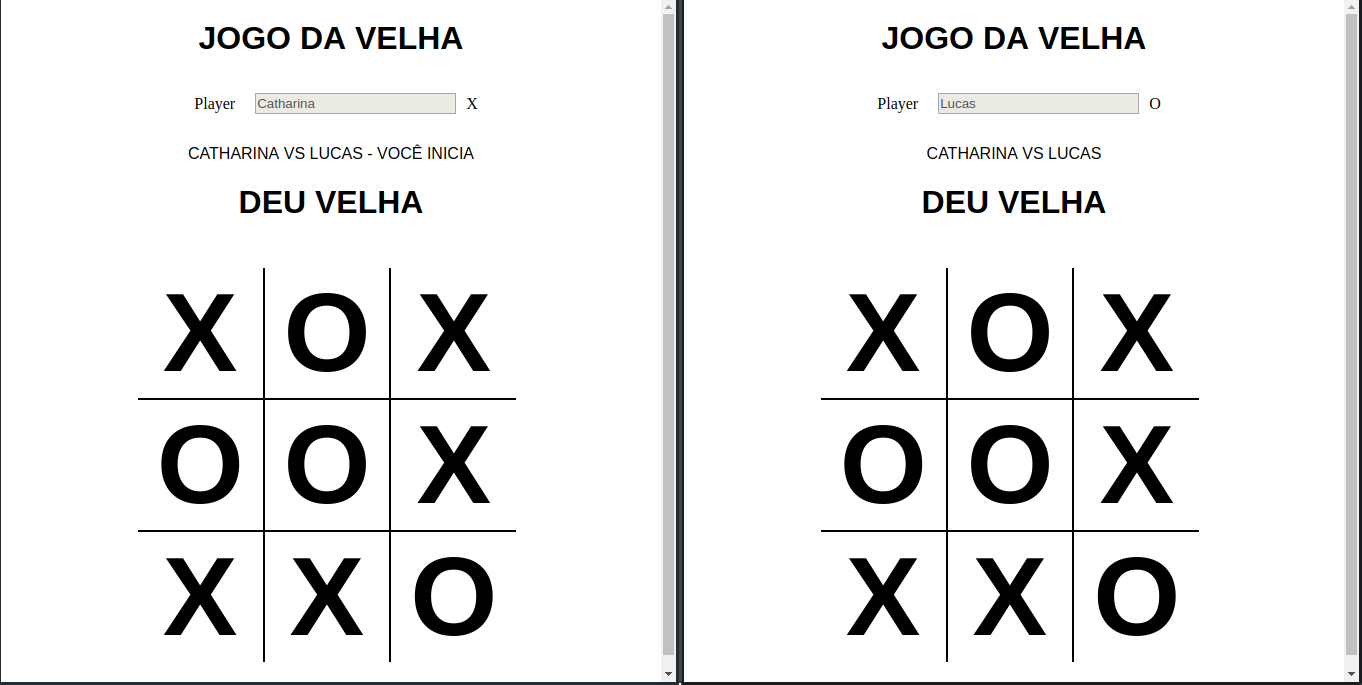 JOGO DA VELHA
Player Catharina X
CATHARINA VS LUCAS - VOCÊ INICIA
DEU VELHA
X O X
O O X
X X O
JOGO DA VELHA
Player Lucas O
CATHARINA VS LUCAS
DEU VELHA
X O X
O O X
X X O